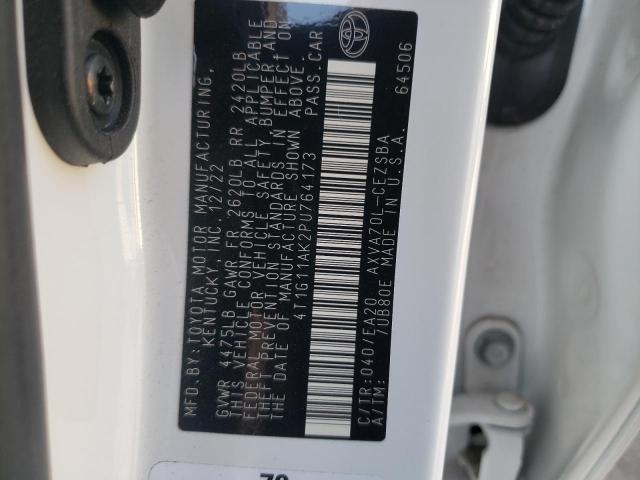 MFD.BY: TOYOTA MOTOR MANUFACTURING,
KENTUCKY, INC. 12/22
GVWR 4475LB GAWR FR 2620LB RR 2420LB
THIS VEHICLE CONFORMS TO ALL APPLICABLE
FEDERAL MOTOR VEHICLE SAFETY, BUMPER AND
THEFT PREVENTION STANDARDS IN EFFECT ON
THE DATE OF MANUFACTURE SHOWN ABOVE.
4T1G11AK2PU764173 PASS.CAR
C/TR:040/EA20 AXVA70L-CEZSBA 64506
A/TM: /UB80E MADE IN U.S.A.